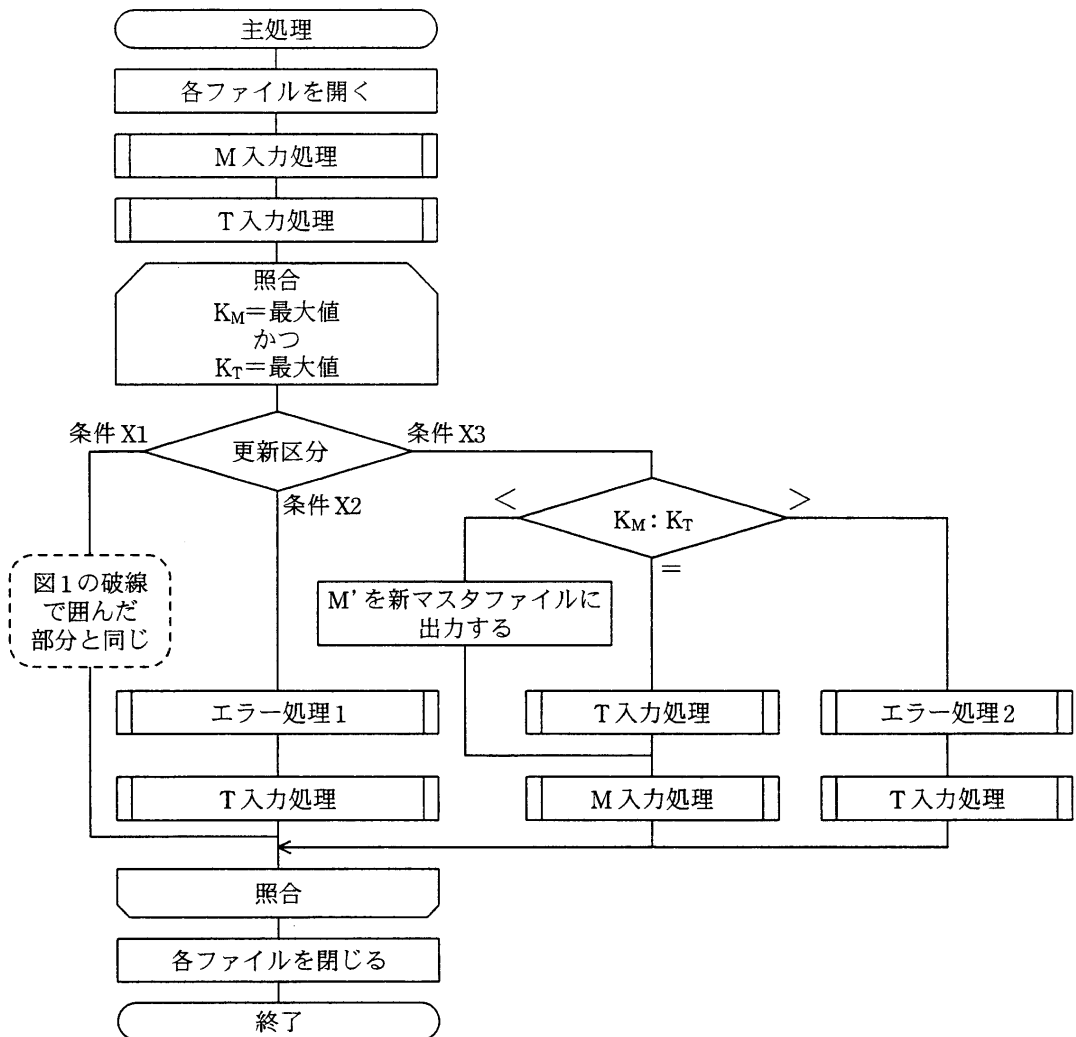 主処理
各ファイルを開く
M入力処理
T入力処理
照合
KM=最大値
かつ
KT=最大値
条件 X1
更新区分
条件 X3
条件 X2
<
KM:KT
>
=
図1の破線
で囲んだ
部分と同じ
M'を新マスタファイルに
出力する
エラー処理1
T入力処理
エラー処理2
T入力処理
M入力処理
T入力処理
照合
各ファイルを閉じる
終了